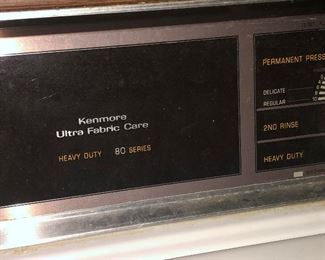 Kenmore
Ultra Fabric Care
HEAVY DUTY 80 SERIES
PERMANENT PRESS
DELICATE
REGULAR
2ND RINSE
HEAVY DUTY